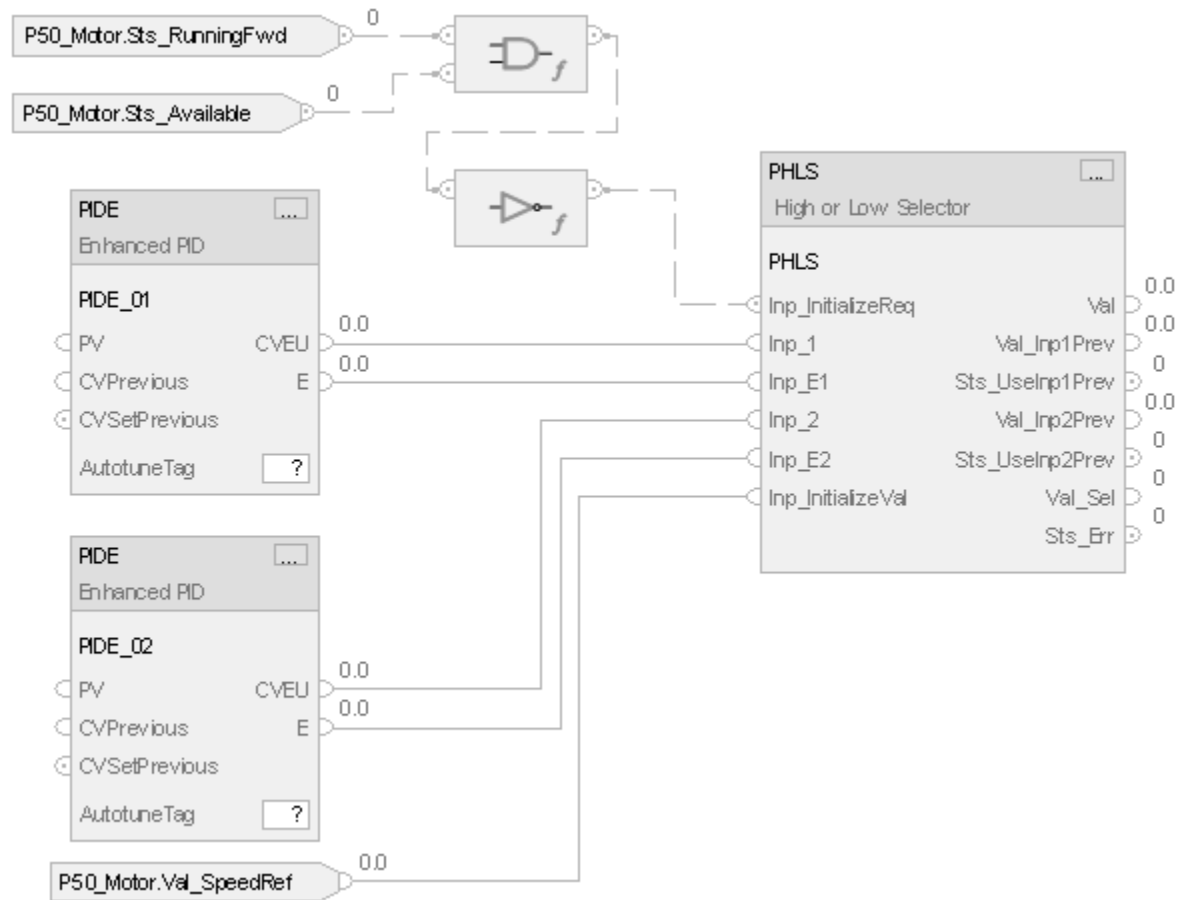 P50_Motor.Sts_RunningFwd
0
P50_Motor.Sts_Available
0
f
f
PIDE
...
Enhanced PID
PIDE_01
PV
CVEU
0.0
CVPrevious
E
0.0
CVSetPrevious
AutotuneTag
?
PIDE
...
Enhanced PID
PIDE_02
PV
CVEU
0.0
CVPrevious
E
0.0
CVSetPrevious
AutotuneTag
?
P50_Motor.Val_SpeedRef
0.0
PHLS
...
High or Low Selector
PHLS
Inp_InitializeReq
Val
0.0
Inp_1
Val_Inp1Prev
0.0
Inp_E1
Sts_UseInp1Prev
0
Inp_2
Val_Inp2Prev
0.0
Inp_E2
Sts_UseInp2Prev
0
Inp_InitializeVal
Val_Sel
0
Sts_Err
0